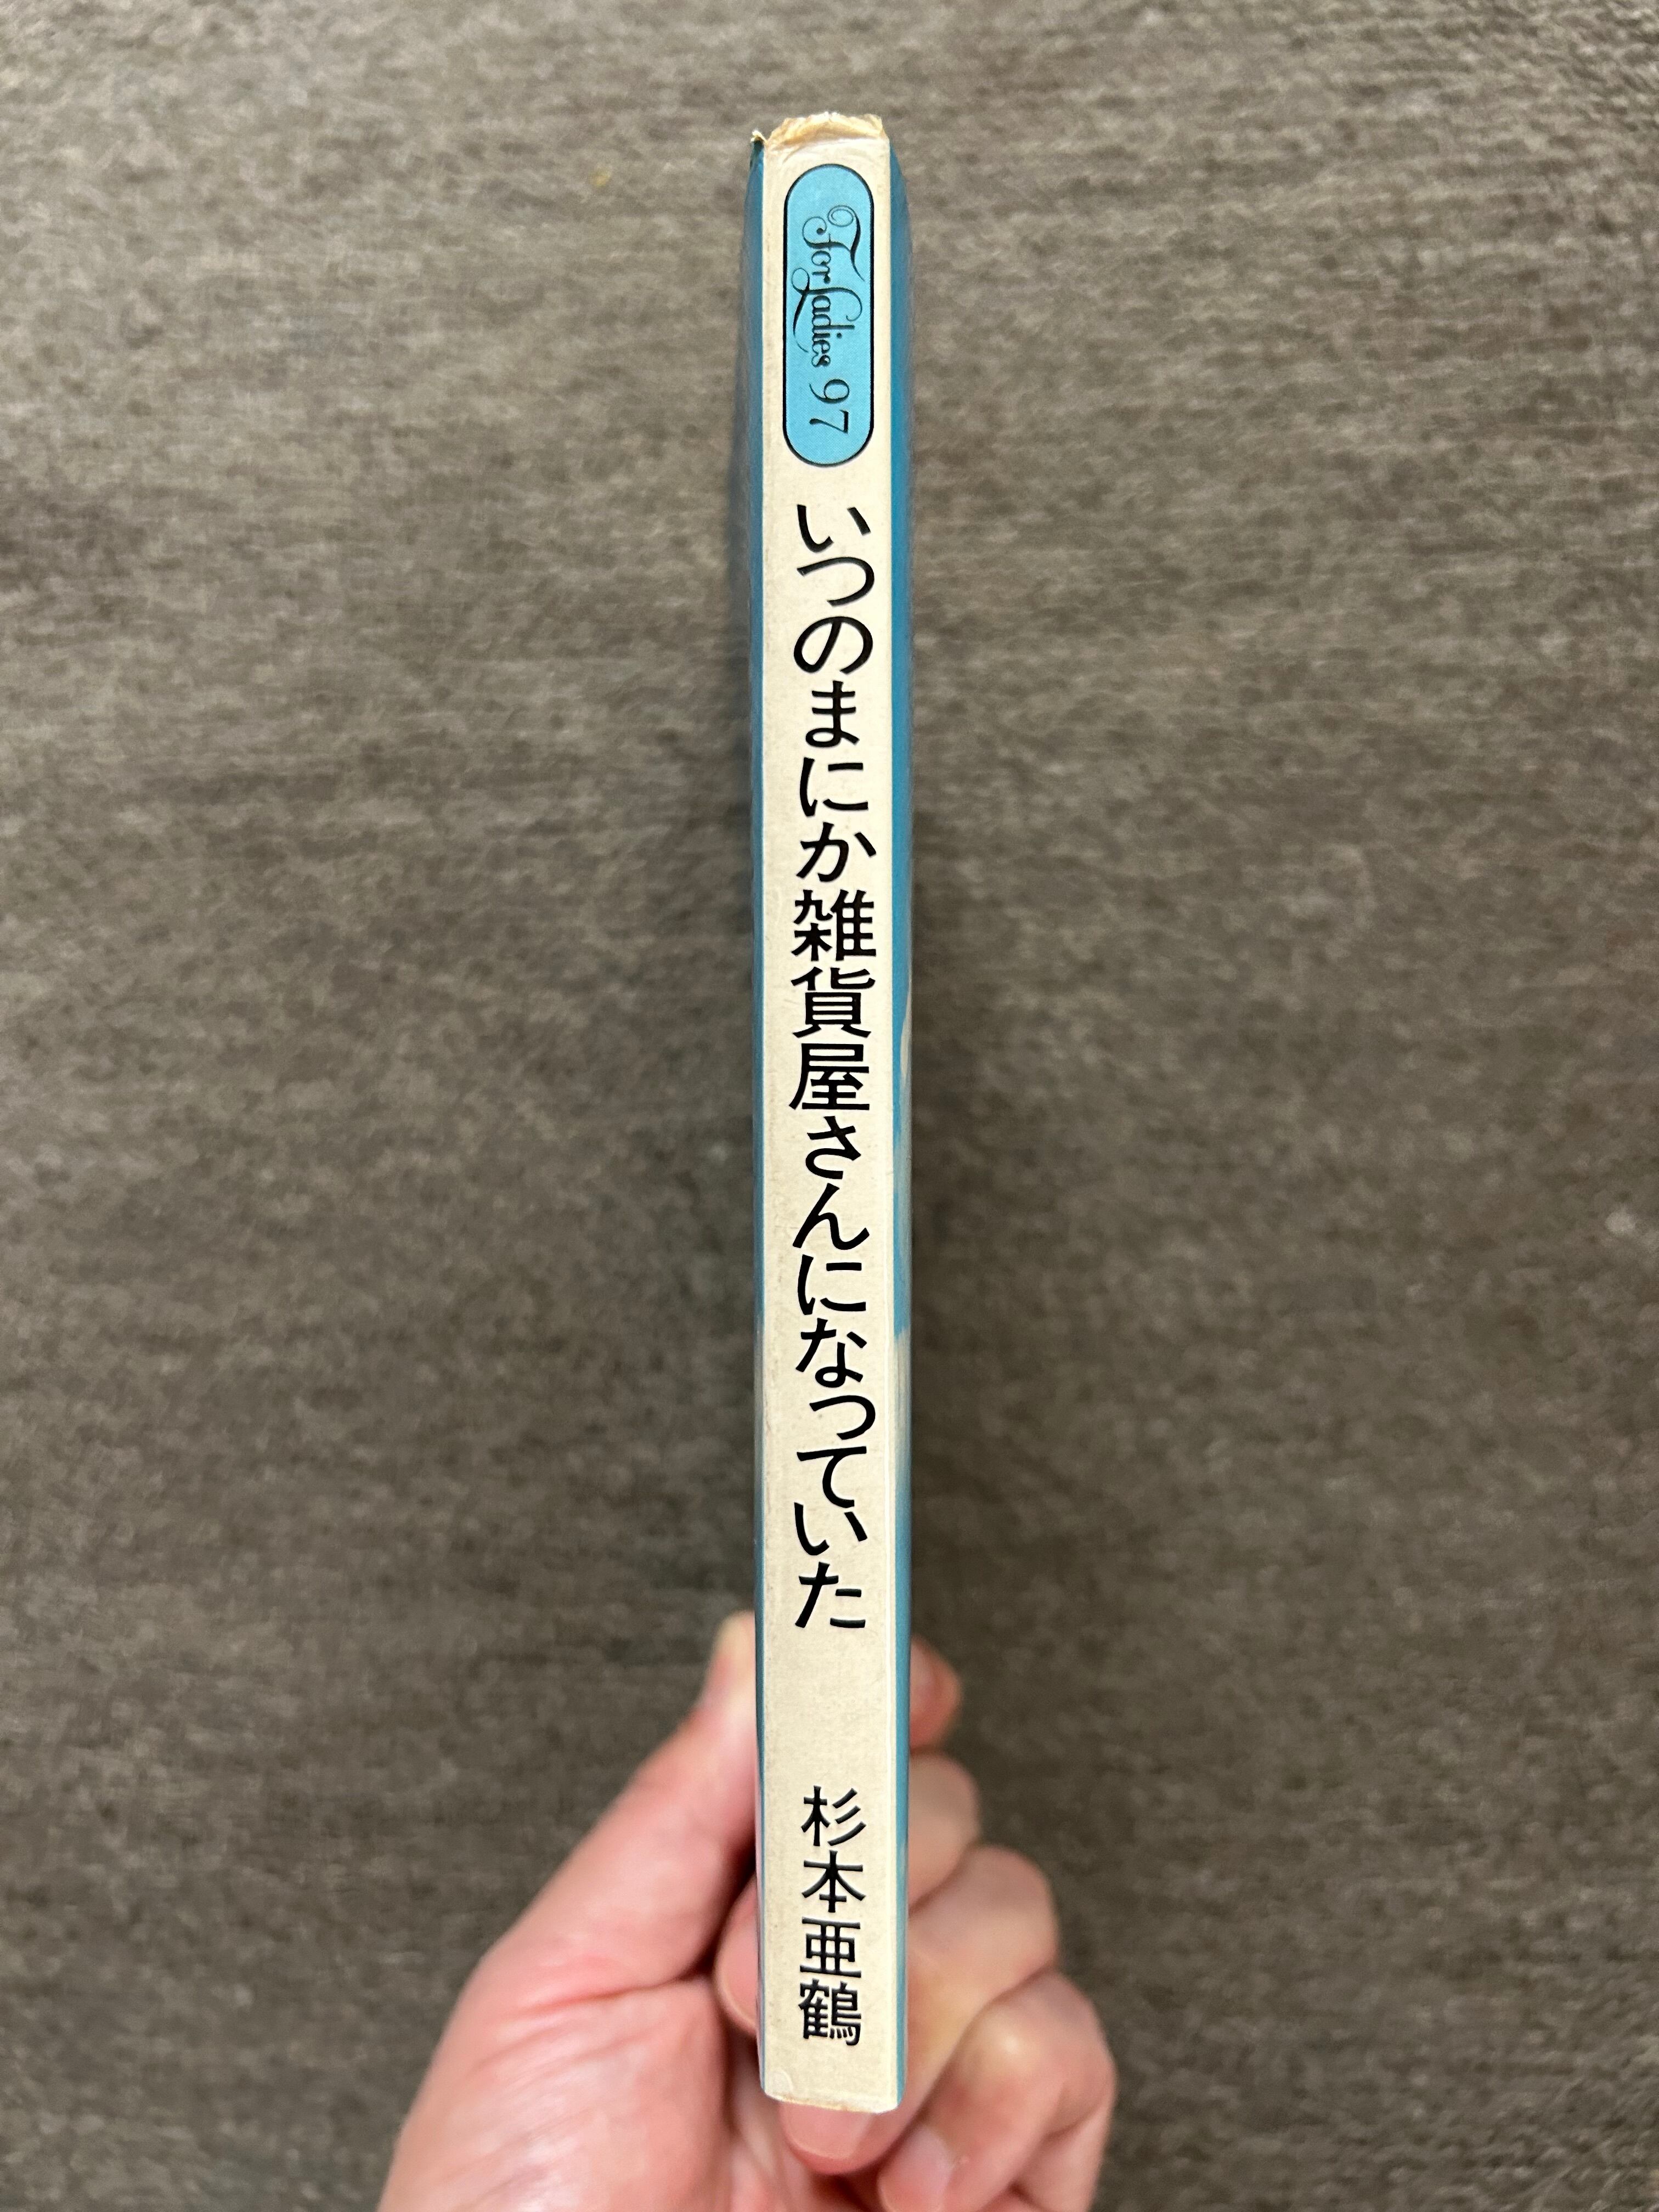 For Ladies 97
いつのまにか雑貨屋さんになっていた
杉本亜鶴